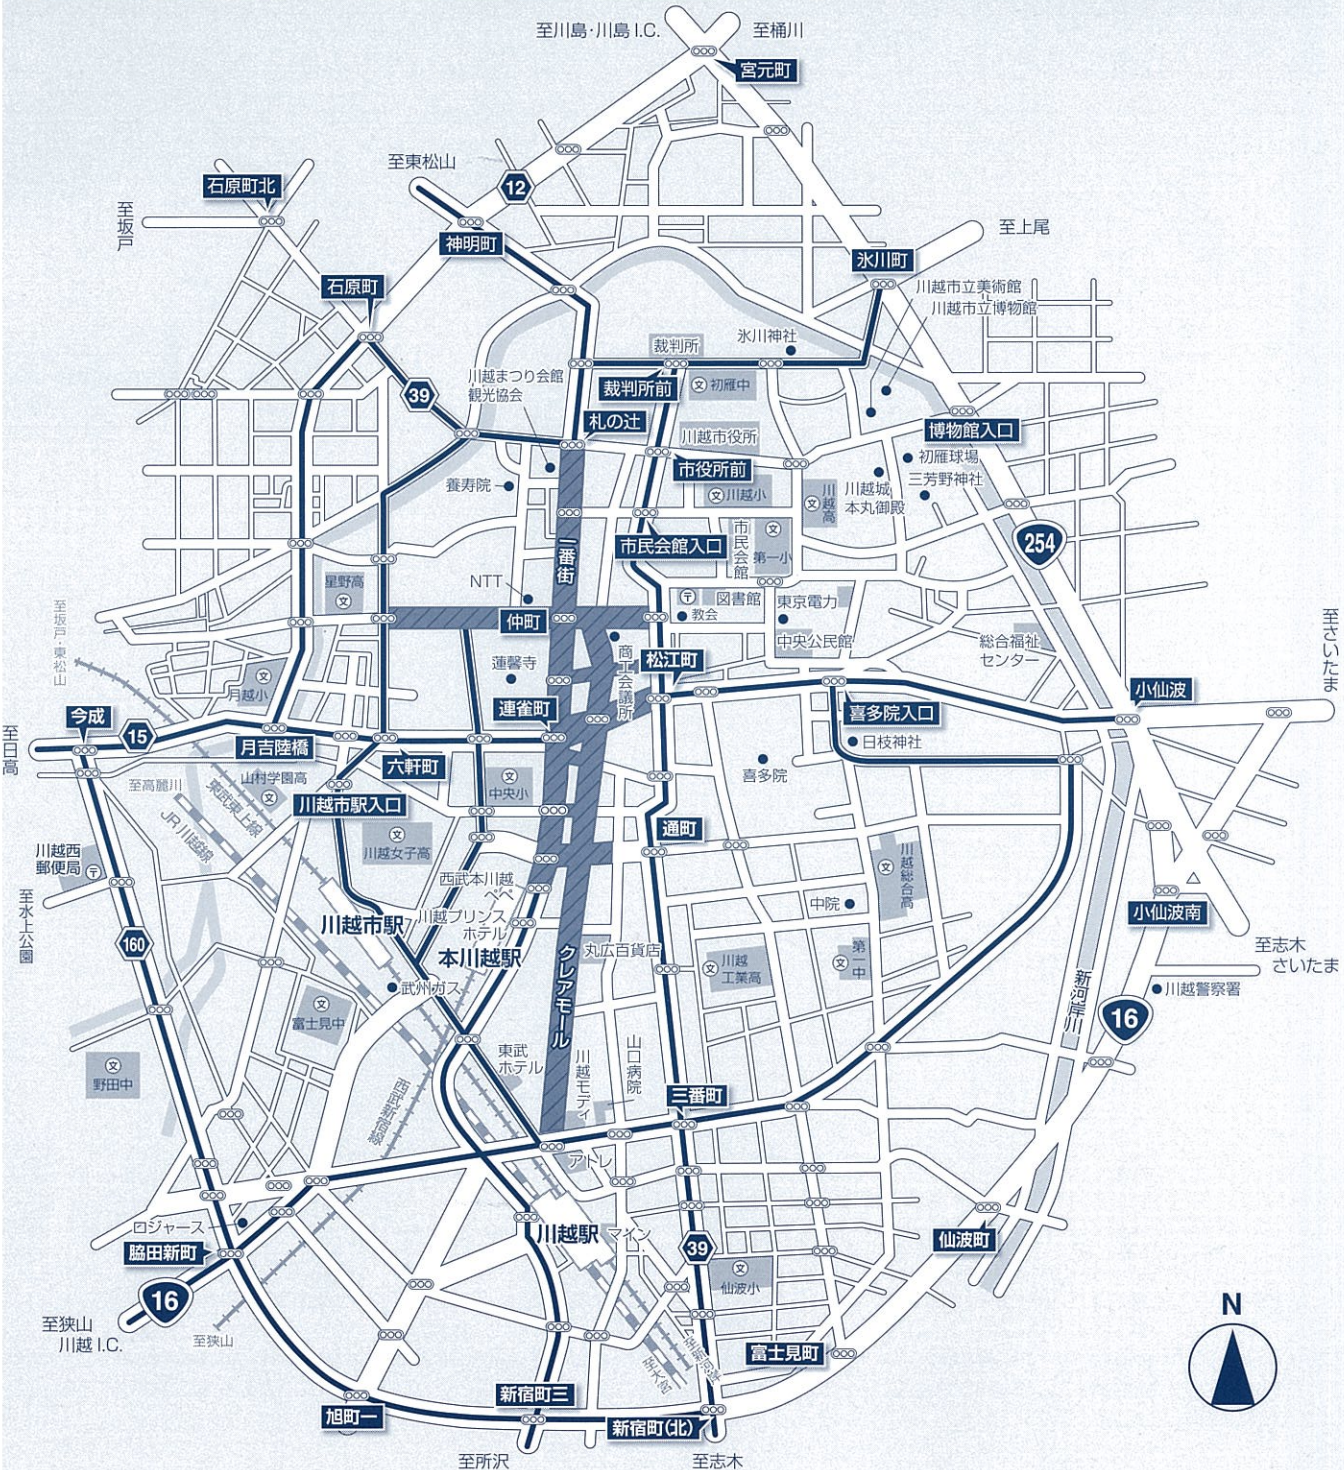 至川島・川島I.C.
至桶川
宮元町
至東松山
12
石原町北
至坂戸
神明町
至上尾
氷川町
石原町
川越市立美術館
川越市立博物館
氷川神社
裁判所
川越まつり会館
観光協会
39
裁判所前
初雁中
札の辻
川越市役所
博物館入口
市役所前
初雁球場
三芳野神社
養寿院
川越小
川越高
川越城
本丸御殿
254
一番街
市民会館入口
市民会館
第一小
星野高
NTT
図書館
東京電力
教会
至坂戸・東松山
仲町
商工会議所
中央公民館
総合福祉
センター
至さいたま
蓮馨寺
松江町
月越小
小仙波
今成
連雀町
喜多院入口
15
至日高
月吉陸橋
日枝神社
六軒町
喜多院
至高麗川
東武東上線
山村学園高
中央小
JR川越線
川越市駅入口
通町
川越女子高
川越西
郵便局
川越総合高
西武本川越
ペペ
至水上公園
川越市駅
川越プリンス
ホテル
中院
小仙波南
160
本川越駅
クレアモール
丸広百貨店
川越
工業高
第一中
至志木
さいたま
武州ガス
新河岸川
川越警察署
富士見中
16
東武
ホテル
川越モディ
山口病院
野田中
西武新宿線
三番町
アトレ
ロジャース
川越駅
マイン
脇田新町
39
仙波町
仙波小
16
N
至狭山
川越I.C.
至狭山
至大宮
至新河岸
富士見町
新宿町三
旭町一
新宿町(北)
至所沢
至志木